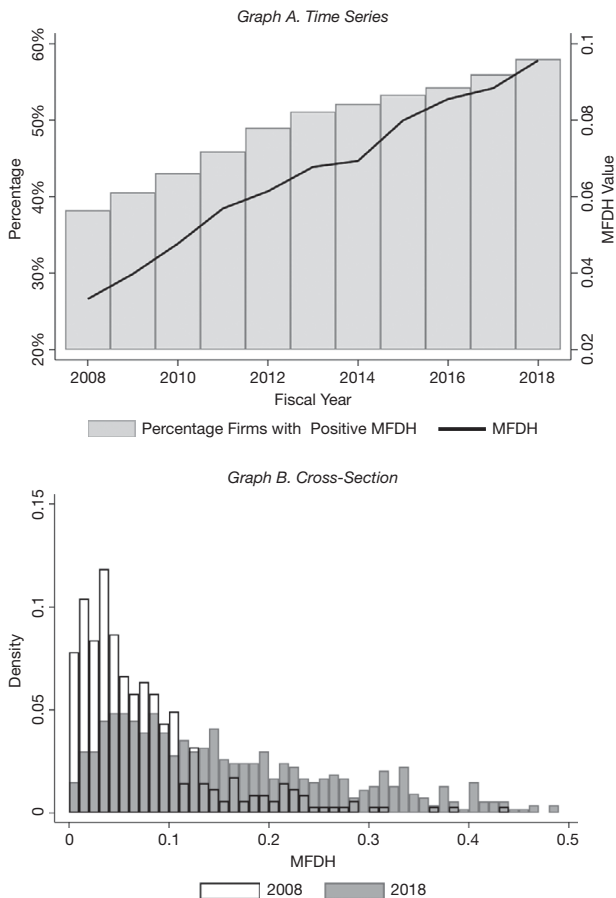 Graph A. Time Series
60%
50%
40%
30%
20%
Percentage
0.1
0.08
0.06
0.04
0.02
MFDH Value
2008 2010 2012 2014 2016 2018
Fiscal Year
Percentage Firms with Positive MFDH MFDH
Graph B. Cross-Section
0.15
0.1
0.05
0
Density
0 0.1 0.2 0.3 0.4 0.5
MFDH
2008 2018